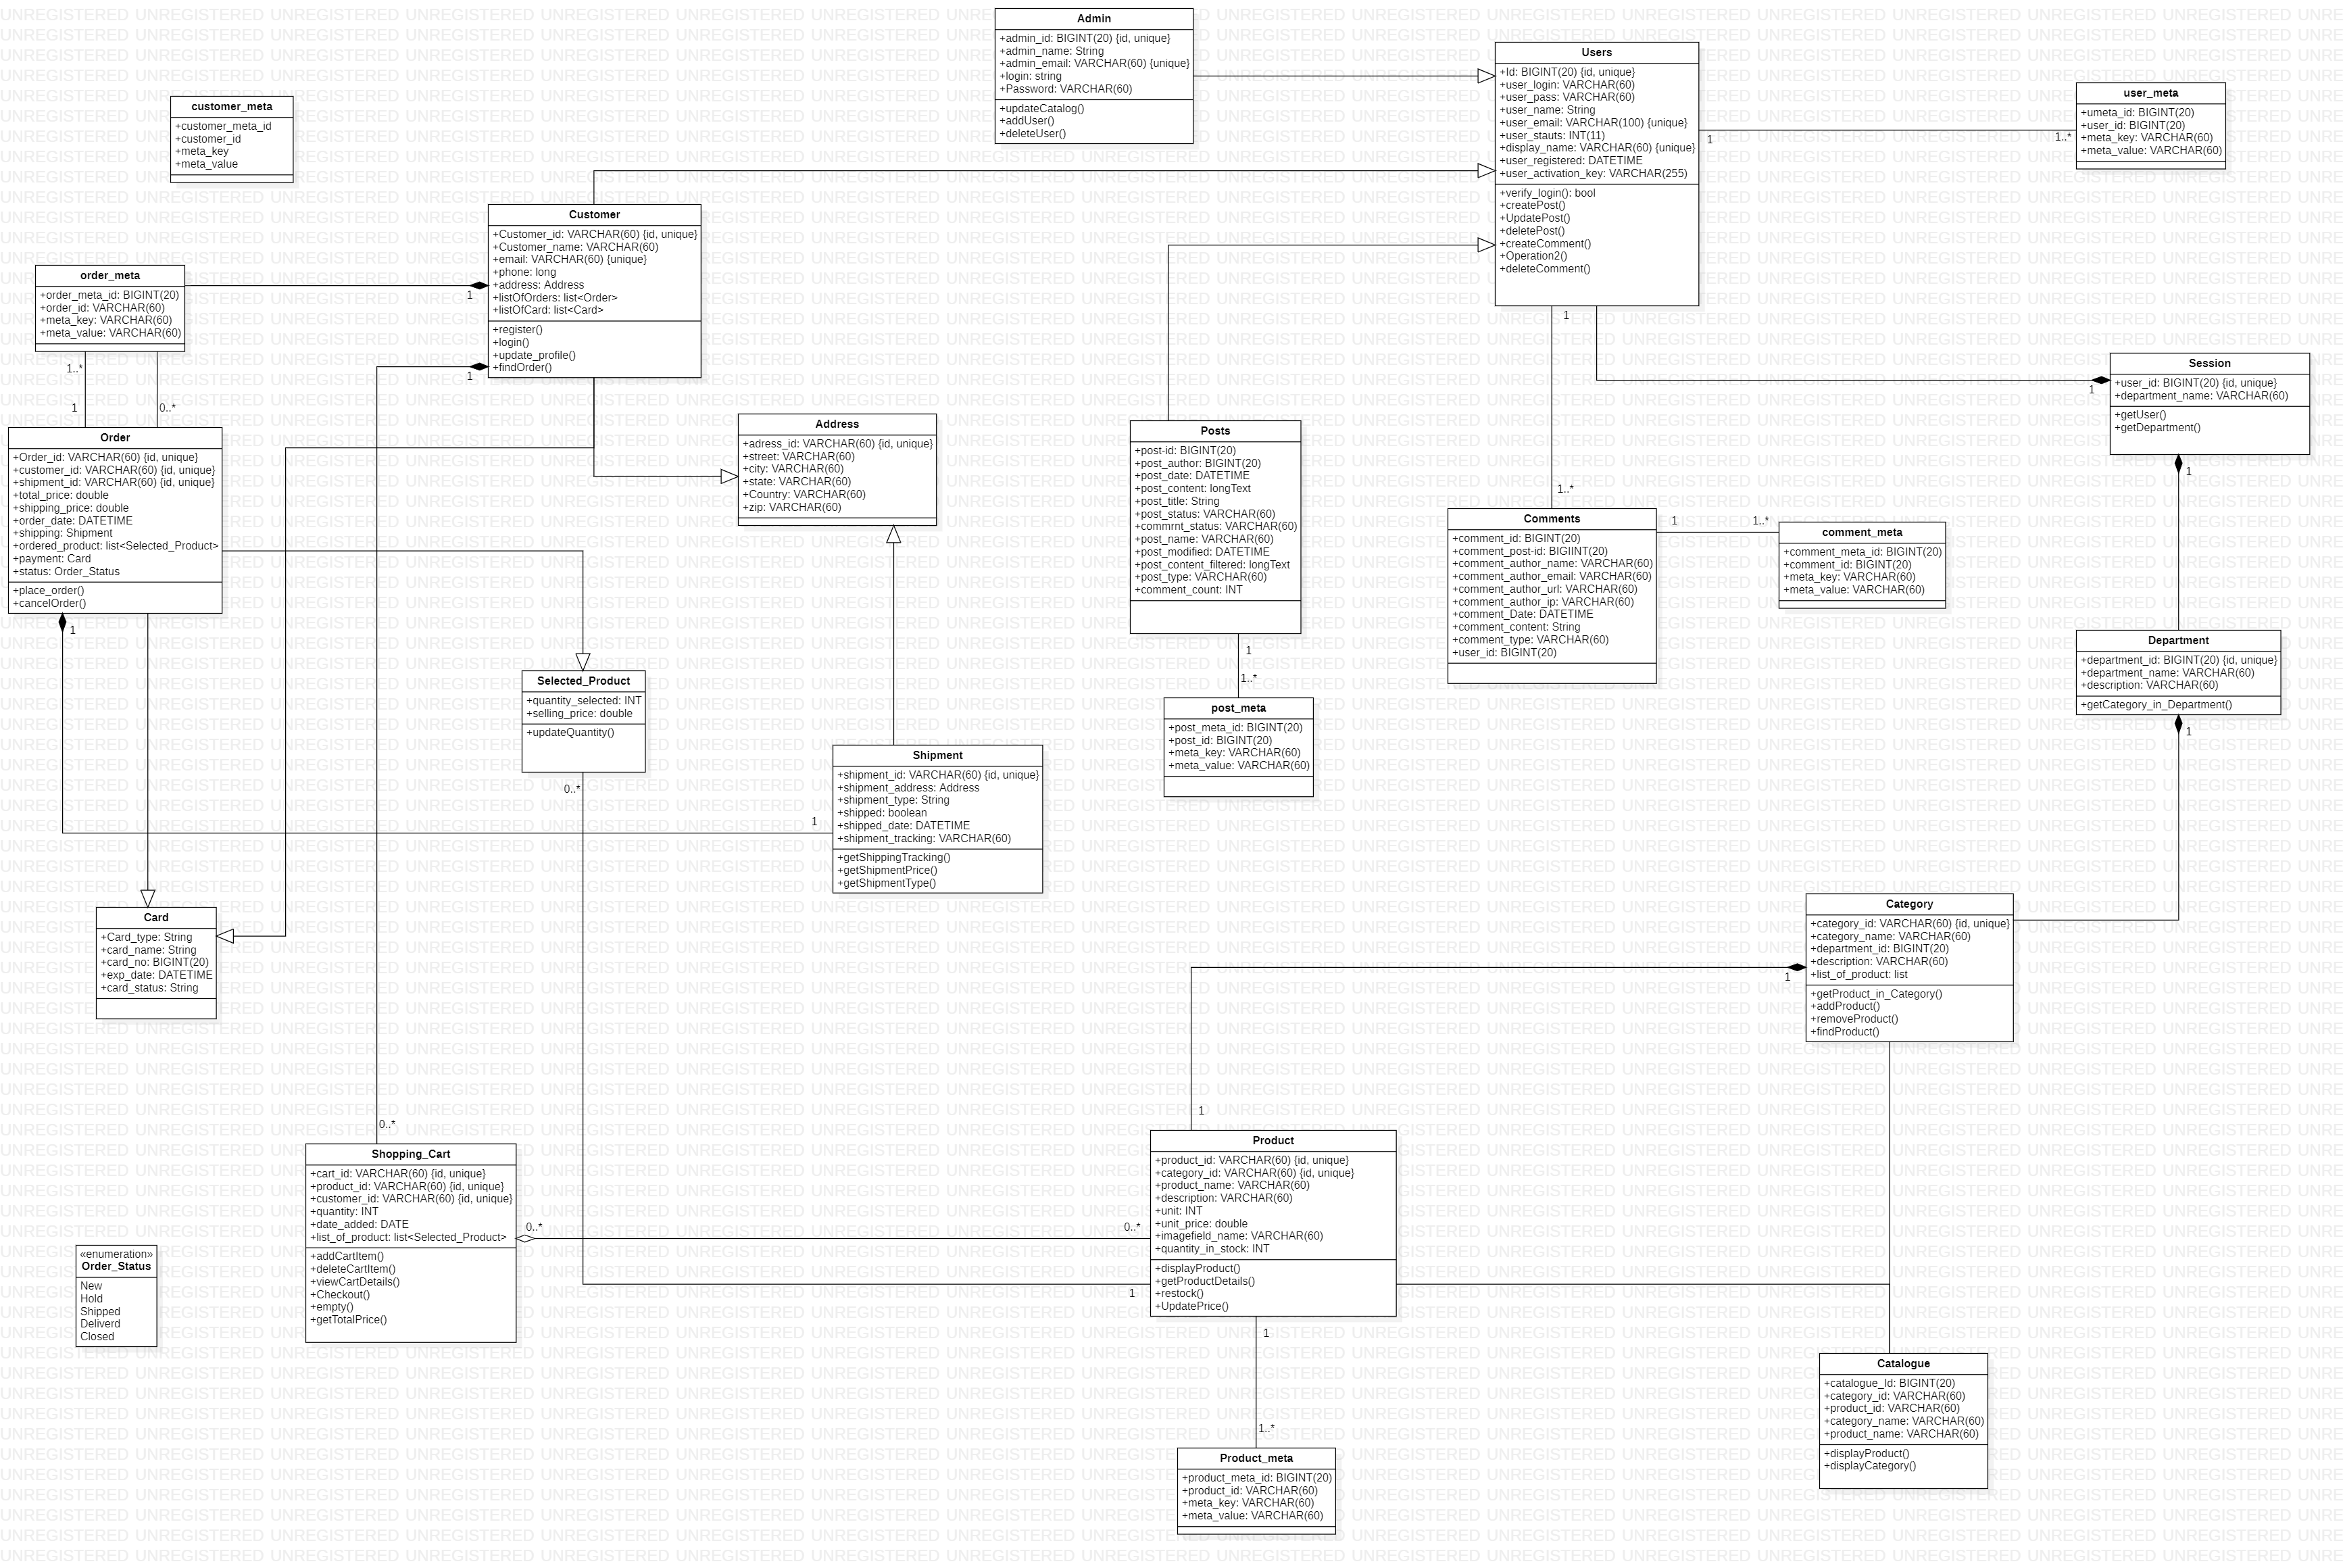 Admin
+admin_id: BIGINT(20) {id, unique}
+admin_name: String
+admin_email: VARCHAR(60) {unique}
+login: string
+Password: VARCHAR(60)
+updateCatalog()
+addUser()
+deleteUser()
Users
+Id: BIGINT(20) {id, unique}
+user_login: VARCHAR(60)
+user_pass: VARCHAR(60)
+user_name: String
+user_email: VARCHAR(100) {unique}
+user_stauts: INT(11)
+display_name: VARCHAR(60) {unique}
+user_registered: DATETIME
+user_activation_key: VARCHAR(255)
+verify_login(): bool
+createPost()
+UpdatePost()
+deletePost()
+createComment()
+Operation2()
+deleteComment()
1
1..*
user_meta
+umeta_id: BIGINT(20)
+user_id: BIGINT(20)
+meta_key: VARCHAR(60)
+meta_value: VARCHAR(60)
customer_meta
+customer_meta_id
+customer_id
+meta_key
+meta_value
Customer
+Customer_id: VARCHAR(60) {id, unique}
+Customer_name: VARCHAR(60)
+email: VARCHAR(60) {unique}
+phone: long
+address: Address
+listOfOrders: list<Order>
+listOfCard: list<Card>
+register()
+login()
+update_profile()
+findOrder()
1
1
order_meta
+order_meta_id: BIGINT(20)
+order_id: VARCHAR(60)
+meta_key: VARCHAR(60)
+meta_value: VARCHAR(60)
1..*
1
0..*
Order
+Order_id: VARCHAR(60) {id, unique}
+customer_id: VARCHAR(60) {id, unique}
+shipment_id: VARCHAR(60) {id, unique}
+total_price: double
+shipping_price: double
+order_date: DATETIME
+shipping: Shipment
+ordered_product: list<Selected_Product>
+payment: Card
+status: Order_Status
+place_order()
+cancelOrder()
1
Address
+adress_id: VARCHAR(60) {id, unique}
+street: VARCHAR(60)
+city: VARCHAR(60)
+state: VARCHAR(60)
+Country: VARCHAR(60)
+zip: VARCHAR(60)
Posts
+post-id: BIGINT(20)
+post_author: BIGINT(20)
+post_date: DATETIME
+post_content: longText
+post_title: String
+post_status: VARCHAR(60)
+commrnt_status: VARCHAR(60)
+post_name: VARCHAR(60)
+post_modified: DATETIME
+post_content_filtered: longText
+post_type: VARCHAR(60)
+comment_count: INT
1
1..*
post_meta
+post_meta_id: BIGINT(20)
+post_id: BIGINT(20)
+meta_key: VARCHAR(60)
+meta_value: VARCHAR(60)
1
1..*
Comments
+comment_id: BIGINT(20)
+comment_post-id: BIGIINT(20)
+comment_author_name: VARCHAR(60)
+comment_author_email: VARCHAR(60)
+comment_author_url: VARCHAR(60)
+comment_author_ip: VARCHAR(60)
+comment_Date: DATETIME
+comment_content: String
+comment_type: VARCHAR(60)
+user_id: BIGINT(20)
1
1..*
comment_meta
+comment_meta_id: BIGINT(20)
+comment_id: BIGINT(20)
+meta_key: VARCHAR(60)
+meta_value: VARCHAR(60)
Session
+user_id: BIGINT(20) {id, unique}
+department_name: VARCHAR(60)
+getUser()
+getDepartment()
1
1
Department
+department_id: BIGINT(20) {id, unique}
+department_name: VARCHAR(60)
+description: VARCHAR(60)
+getCategory_in_Department()
1
Selected_Product
+quantity_selected: INT
+selling_price: double
+updateQuantity()
0..*
Shipment
+shipment_id: VARCHAR(60) {id, unique}
+shipment_address: Address
+shipment_type: String
+shipped: boolean
+shipped_date: DATETIME
+shipment_tracking: VARCHAR(60)
+getShippingTracking()
+getShipmentPrice()
+getShipmentType()
1
Card
+Card_type: String
+card_name: String
+card_no: BIGINT(20)
+exp_date: DATETIME
+card_status: String
Category
+category_id: VARCHAR(60) {id, unique}
+category_name: VARCHAR(60)
+department_id: BIGINT(20)
+description: VARCHAR(60)
+list_of_product: list
+getProduct_in_Category()
+addProduct()
+removeProduct()
+findProduct()
1
1
0..*
Shopping_Cart
+cart_id: VARCHAR(60) {id, unique}
+product_id: VARCHAR(60) {id, unique}
+customer_id: VARCHAR(60) {id, unique}
+quantity: INT
+date_added: DATE
+list_of_product: list<Selected_Product>
+addCartItem()
+deleteCartItem()
+viewCartDetails()
+Checkout()
+empty()
+getTotalPrice()
0..*
0..*
1
Product
+product_id: VARCHAR(60) {id, unique}
+category_id: VARCHAR(60) {id, unique}
+product_name: VARCHAR(60)
+description: VARCHAR(60)
+unit: INT
+unit_price: double
+imagefield_name: VARCHAR(60)
+quantity_in_stock: INT
+displayProduct()
+getProductDetails()
+restock()
+UpdatePrice()
1
1..*
Product_meta
+product_meta_id: BIGINT(20)
+product_id: VARCHAR(60)
+meta_key: VARCHAR(60)
+meta_value: VARCHAR(60)
«enumeration»
Order_Status
New
Hold
Shipped
Deliverd
Closed
Catalogue
+catalogue_Id: BIGINT(20)
+category_id: VARCHAR(60)
+product_id: VARCHAR(60)
+category_name: VARCHAR(60)
+product_name: VARCHAR(60)
+displayProduct()
+displayCategory()
UNREGISTERED